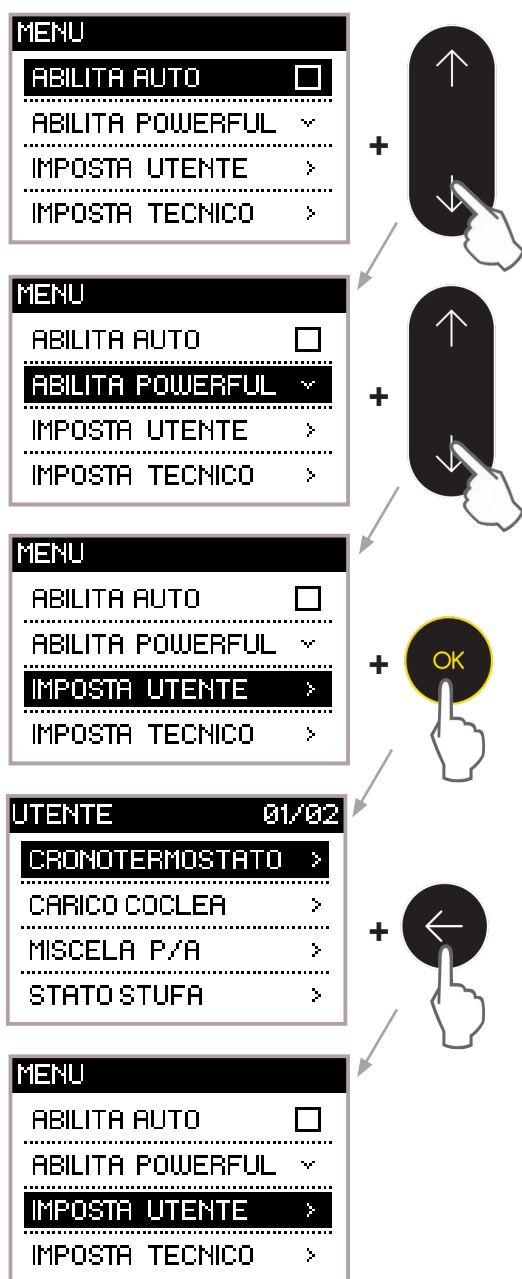 MENU
ABILITA AUTO
ABILITA POWERFUL
IMPOSTA UTENTE >
IMPOSTA TECNICO >
+
MENU
ABILITA AUTO
ABILITA POWERFUL
IMPOSTA UTENTE >
IMPOSTA TECNICO >
+
MENU
ABILITA AUTO
ABILITA POWERFUL
IMPOSTA UTENTE >
IMPOSTA TECNICO >
+ OK
UTENTE 01/02
CRONOTERMOSTATO >
CARICO COCLEA >
MISCELA P/A >
STATO STUFA >
+
MENU
ABILITA AUTO
ABILITA POWERFUL
IMPOSTA UTENTE >
IMPOSTA TECNICO >